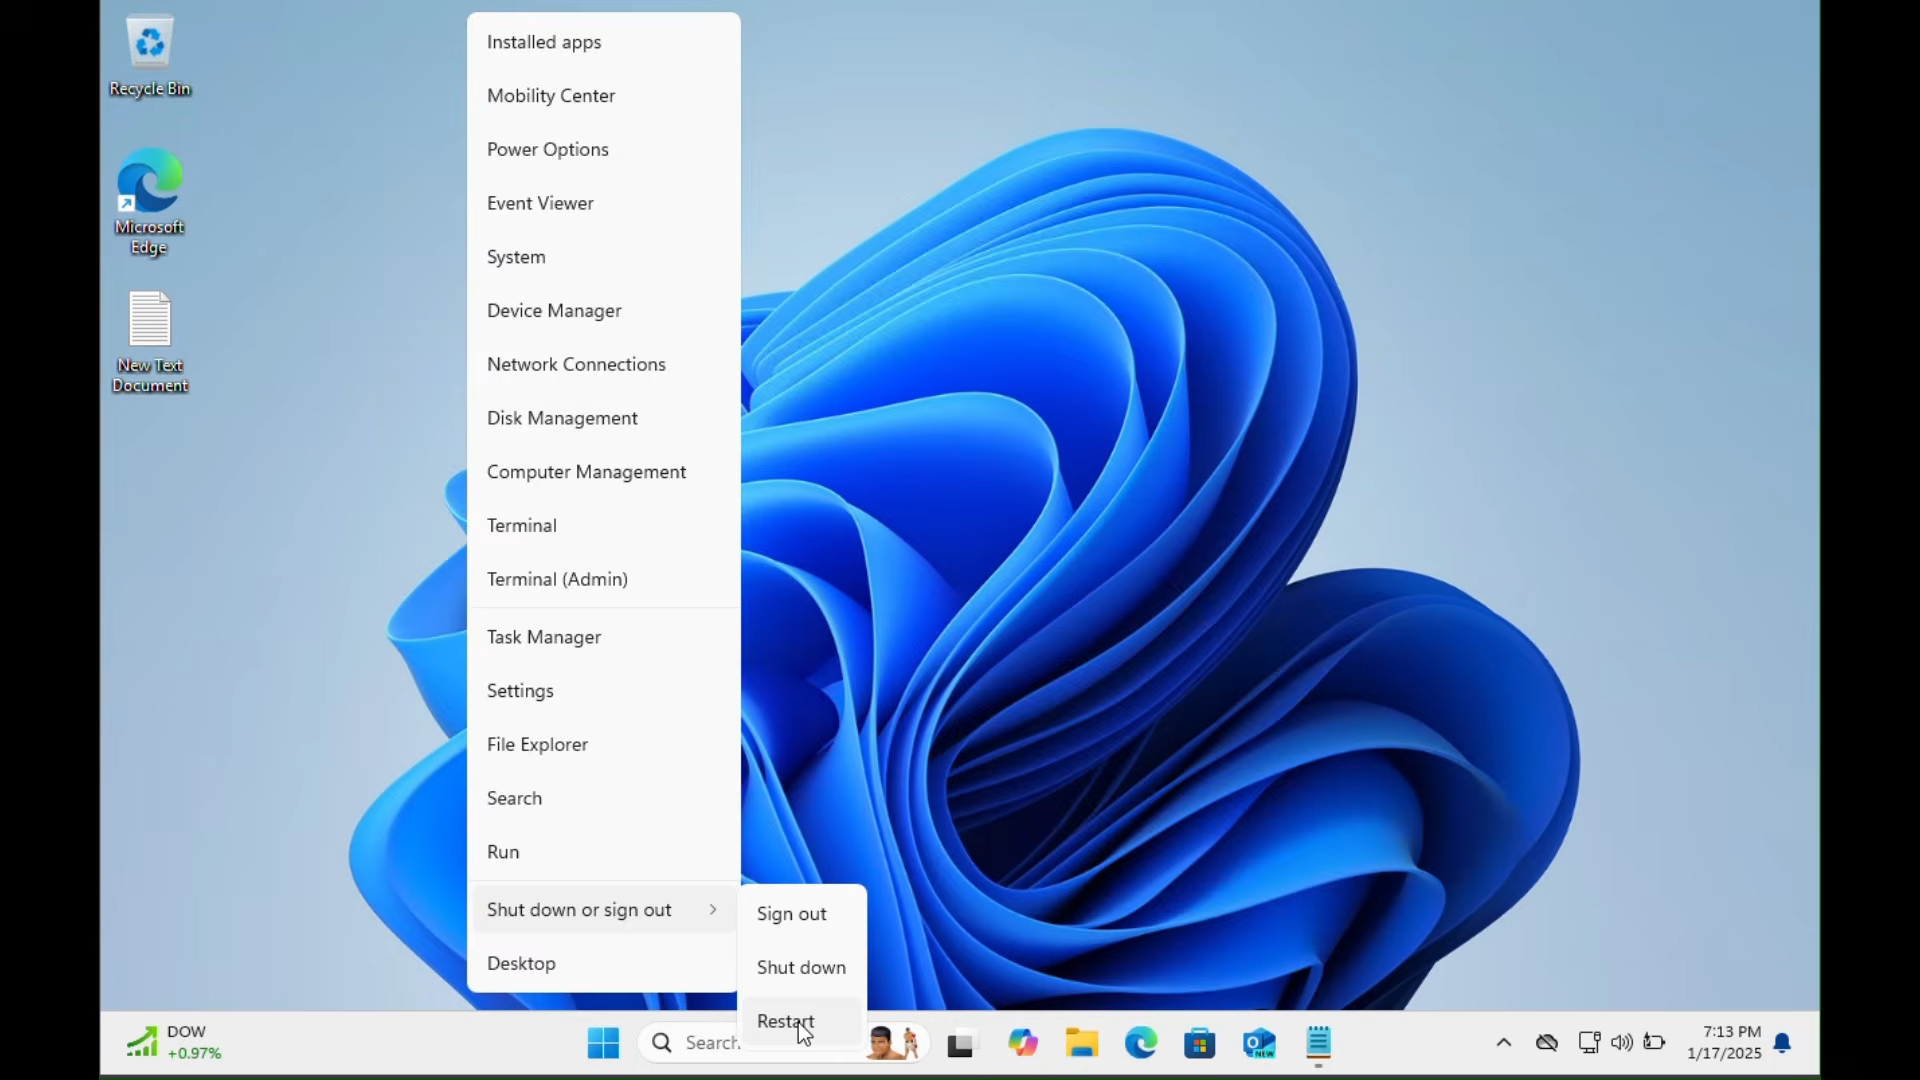 Recycle Bin
Microsoft
Edge
New Text
Document
Installed apps
Mobility Center
Power Options
Event Viewer
System
Device Manager
Network Connections
Disk Management
Computer Management
Terminal
Terminal (Admin)
Task Manager
Settings
File Explorer
Search
Run
Shut down or sign out
Desktop
Sign out
Shut down
Restart
DOW
+0.97%
Search
NEW
7:13 PM
1/17/2025